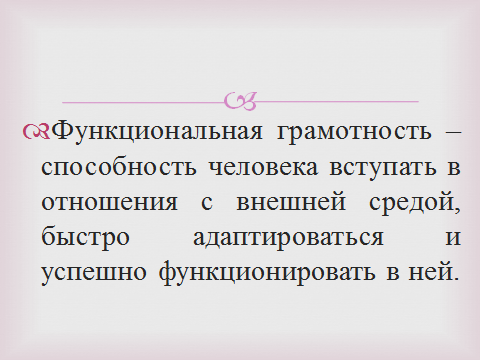 Функциональная грамотность –
способность человека вступать в
отношения с внешней средой,
быстро адаптироваться и
успешно функционировать в ней.